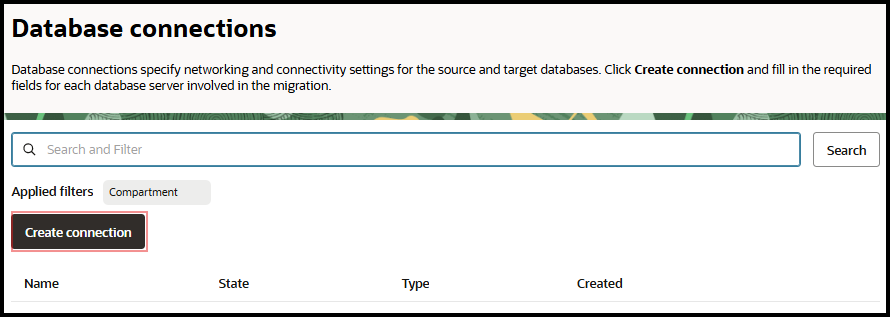 Database connections
Database connections specify networking and connectivity settings for the source and target databases. Click Create connection and fill in the required
fields for each database server involved in the migration.
Search and Filter
Search
Applied filters Compartment
Create connection
Name State Type Created